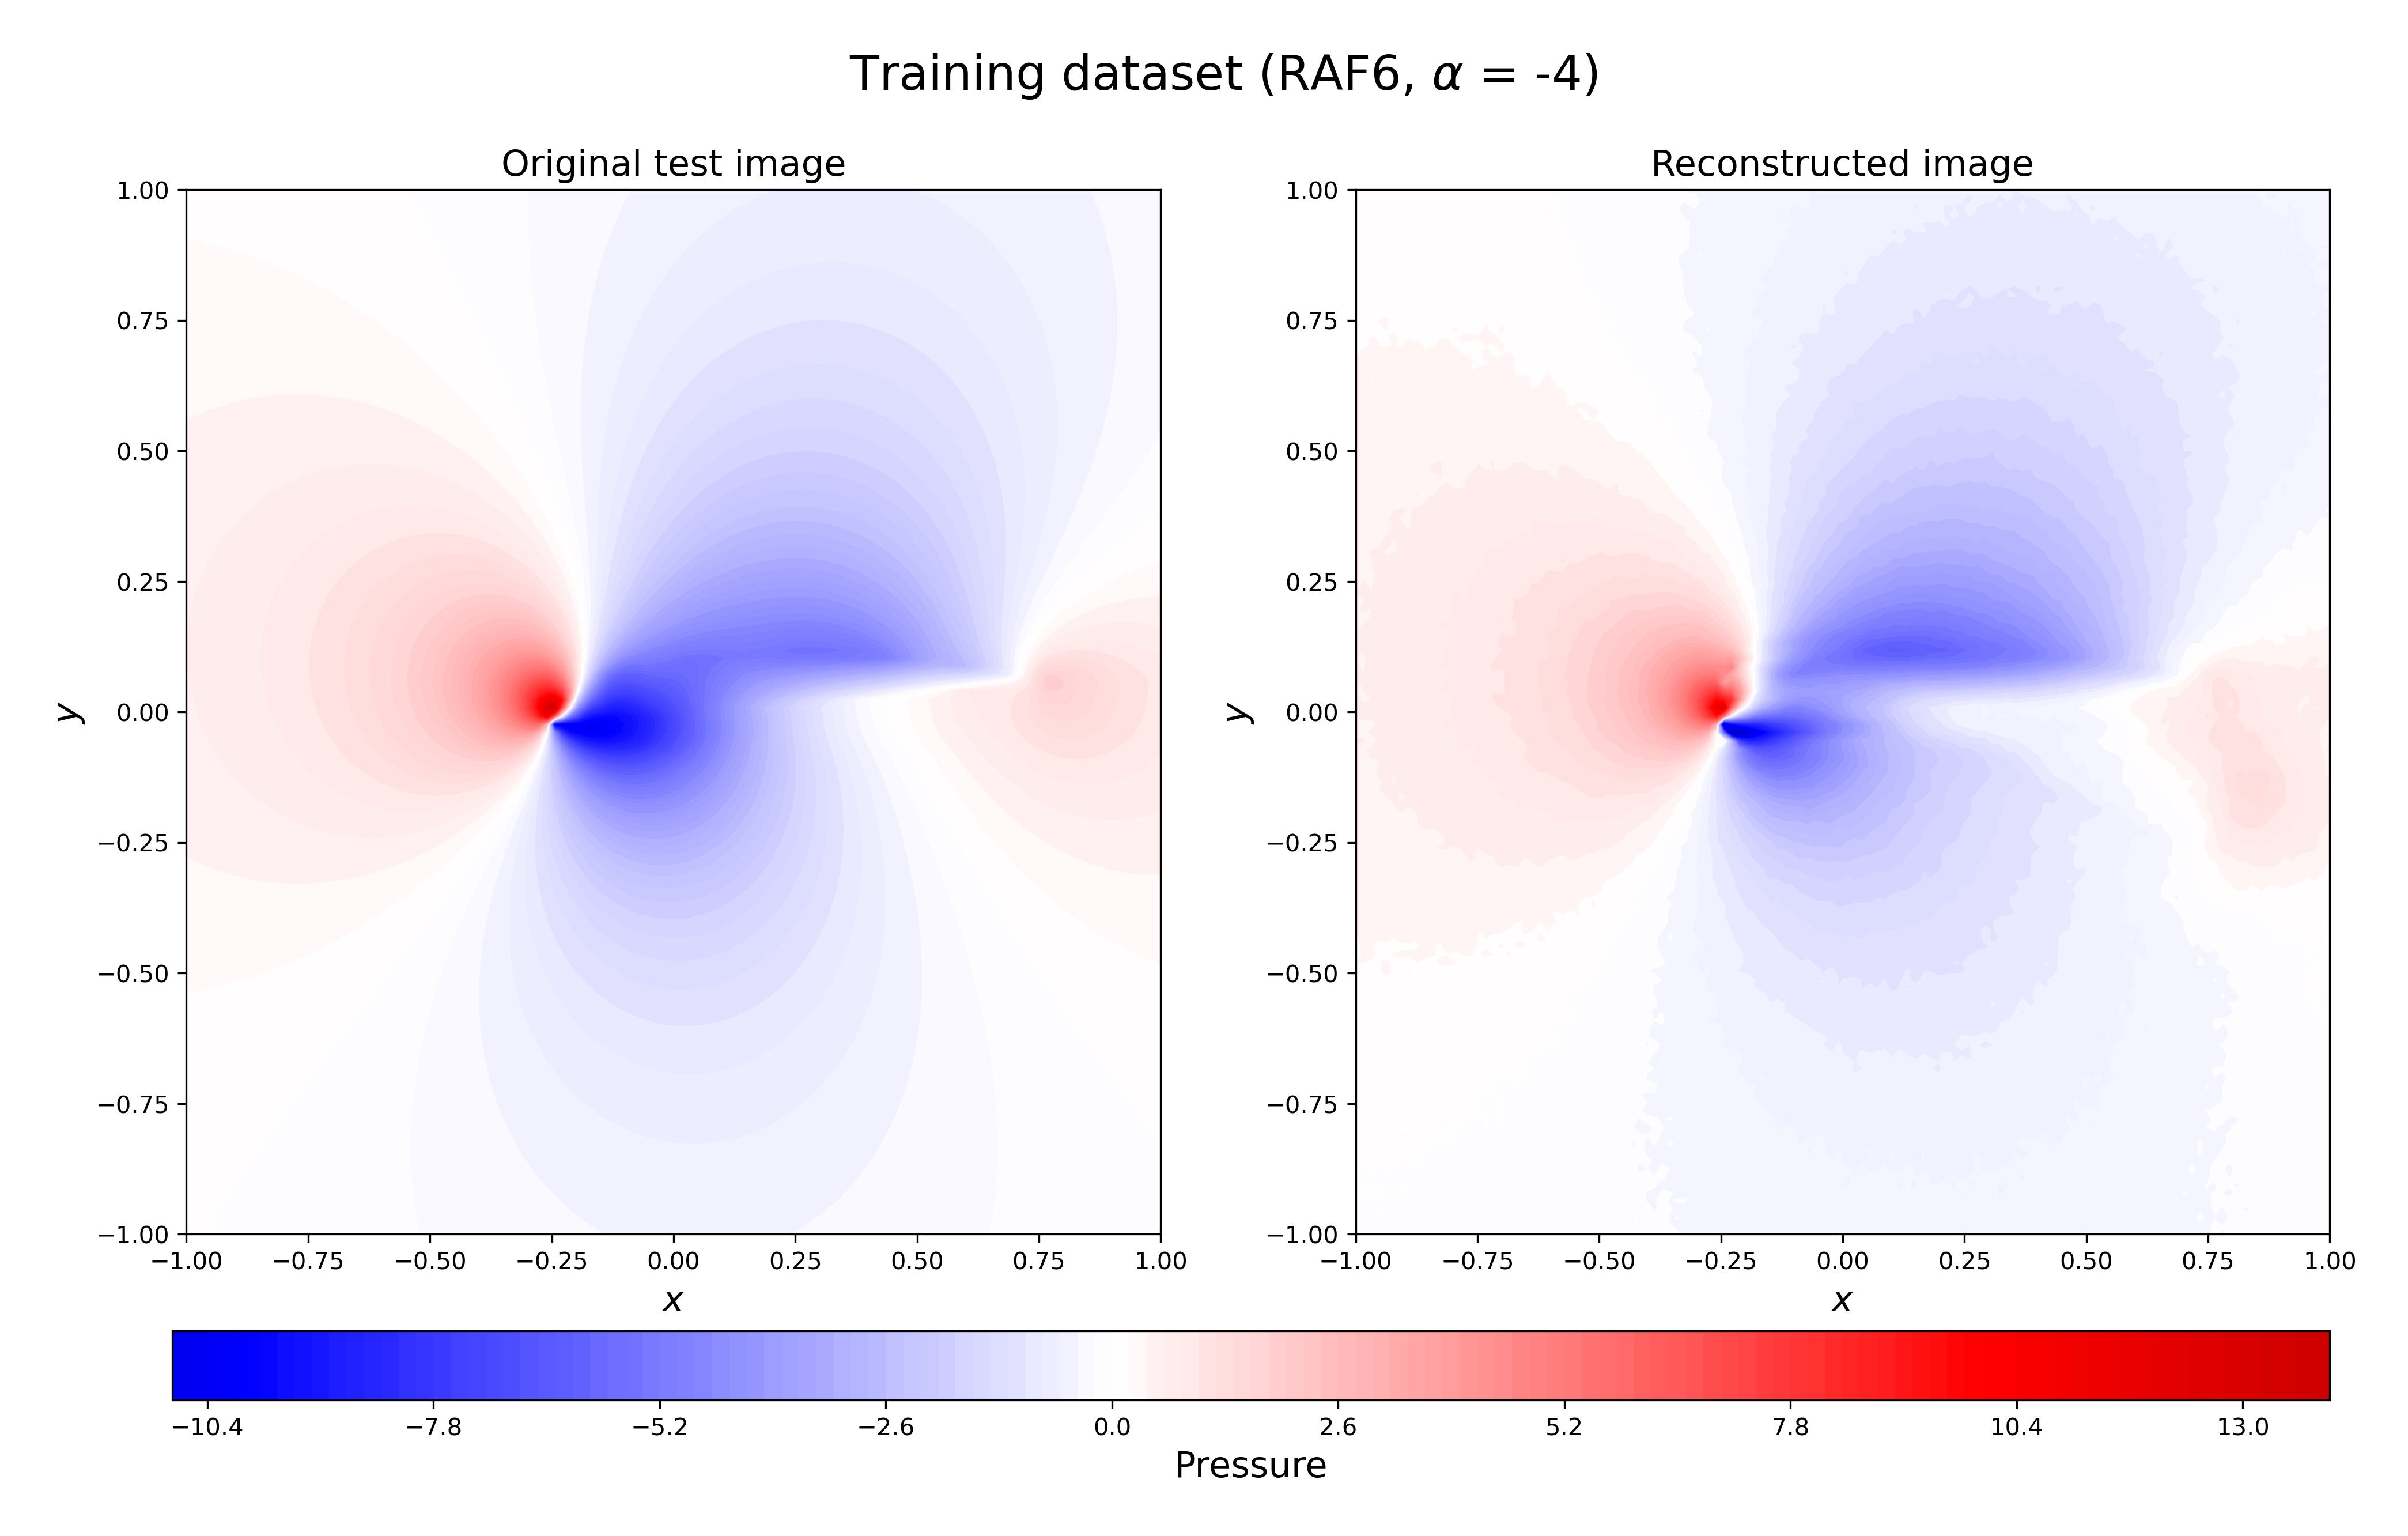 Training dataset (RAF6, α = -4)
Original test image
Reconstructed image
1.00
0.75
0.50
0.25
0.00
−0.25
−0.50
−0.75
−1.00
y
−1.00 −0.75 −0.50 −0.25 0.00 0.25 0.50 0.75 1.00
x
1.00
0.75
0.50
0.25
0.00
−0.25
−0.50
−0.75
−1.00
y
−1.00 −0.75 −0.50 −0.25 0.00 0.25 0.50 0.75 1.00
x
−10.4 −7.8 −5.2 −2.6 0.0 2.6 5.2 7.8 10.4 13.0
Pressure